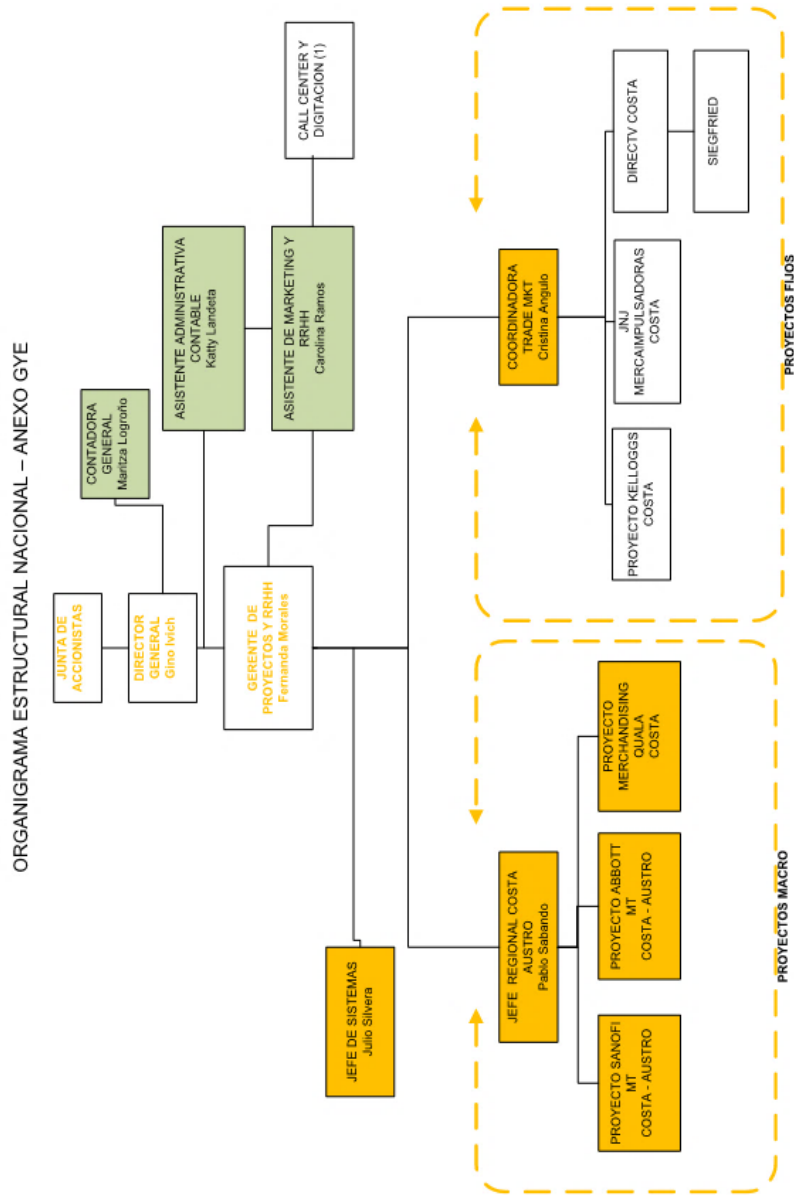 ORGANIGRAMA ESTRUCTURAL NACIONAL – ANEXO GYE
JUNTA DE
ACCIONISTAS
DIRECTOR
GENERAL
Gino Ivich
CONTADORA
GENERAL
Maritza Logroño
ASISTENTE ADMINISTRATIVA
CONTABLE
Katty Landeta
GERENTE DE
PROYECTOS Y RRHH
Fernanda Morales
ASISTENTE DE MARKETING Y
RRHH
Carolina Ramos
CALL CENTER Y
DIGITACION (1)
JEFE DE SISTEMAS
Julio Silvera
JEFE REGIONAL COSTA
AUSTRO
Pablo Sabando
COORDINADORA
TRADE MKT
Cristina Angulo
PROYECTO SANOFI
MT
COSTA - AUSTRO
PROYECTO ABBOTT
MT
COSTA - AUSTRO
PROYECTO
MERCHANDISING
QUALA
COSTA
PROYECTO KELLOGGS
COSTA
JNJ
MERCAIMPULSADORAS
COSTA
DIRECTV COSTA
SIEGFRIED
PROYECTOS MACRO
PROYECTOS FIJOS